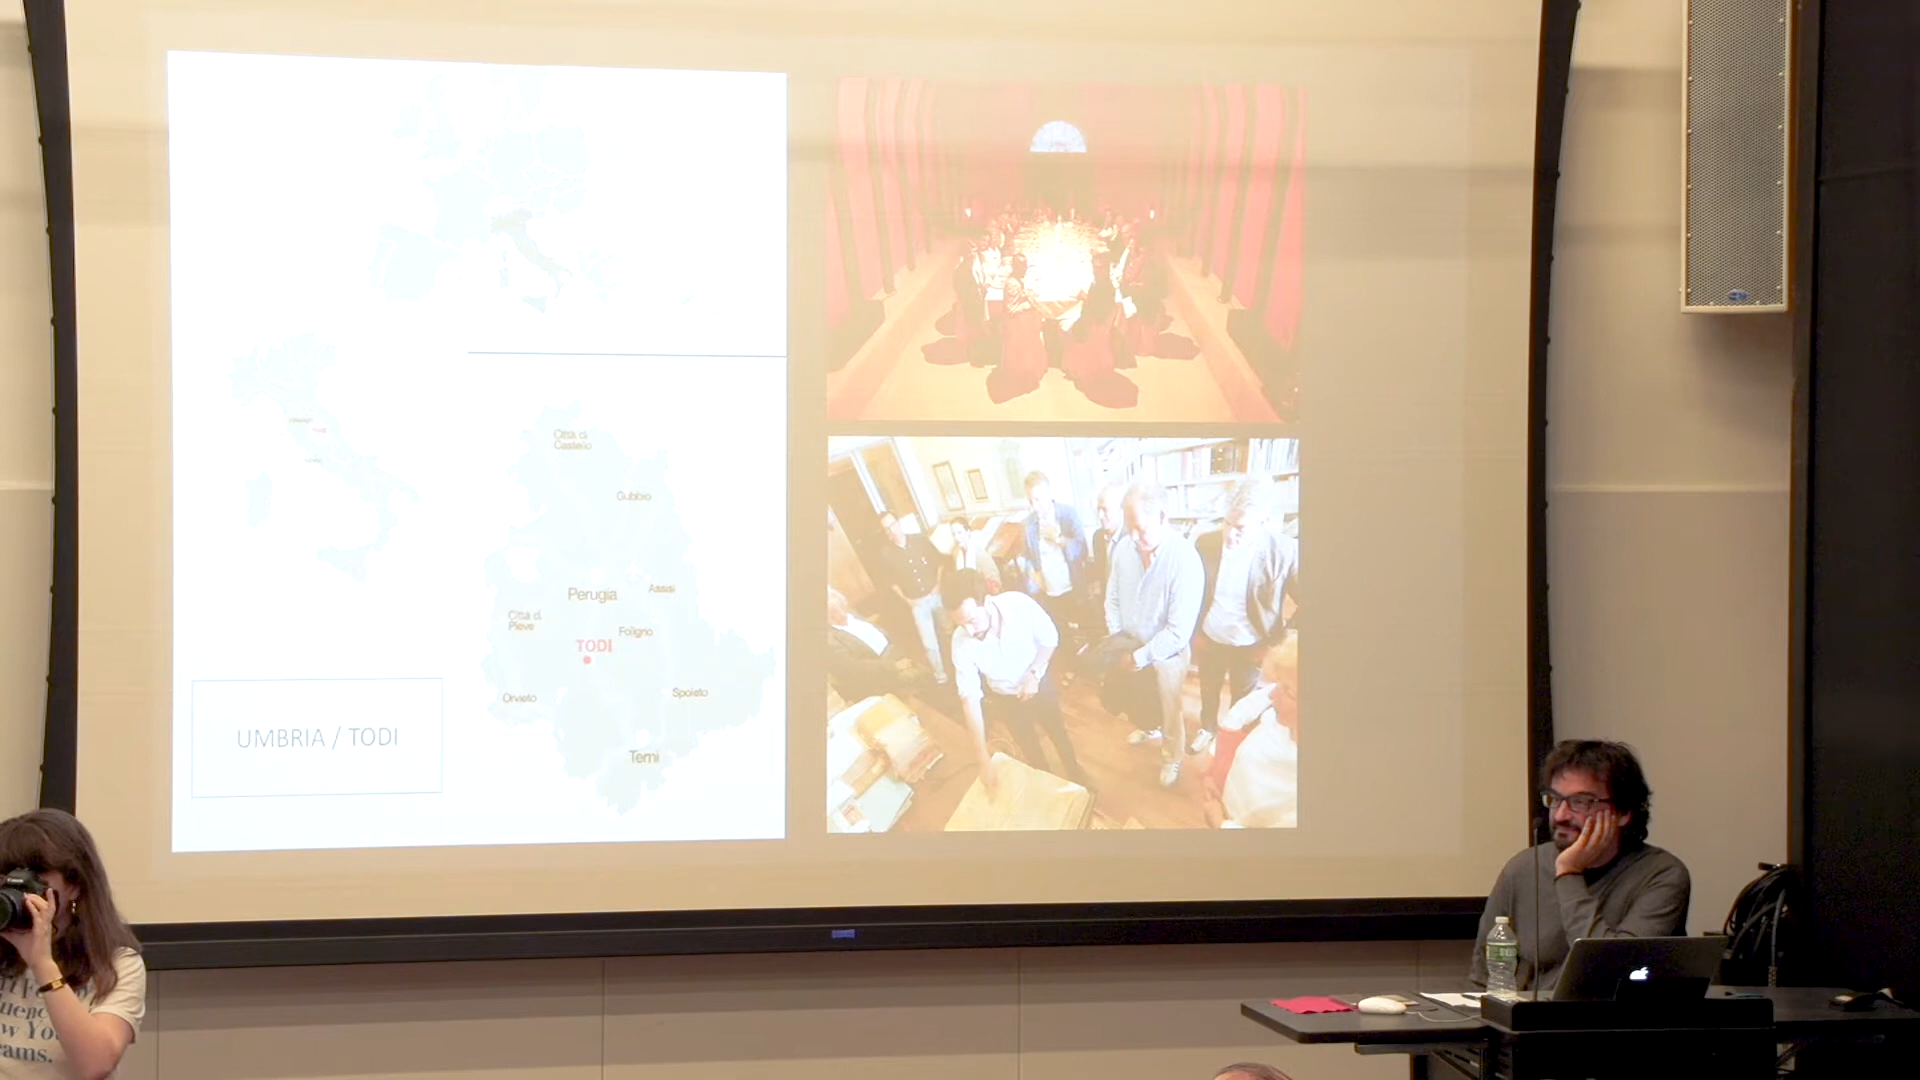 Città di
Castello
Gubbio
Perugia
Assisi
Città d.
Pieve
Foligno
TODI
Orvieto
Spoleto
Terni
UMBRIA / TODI